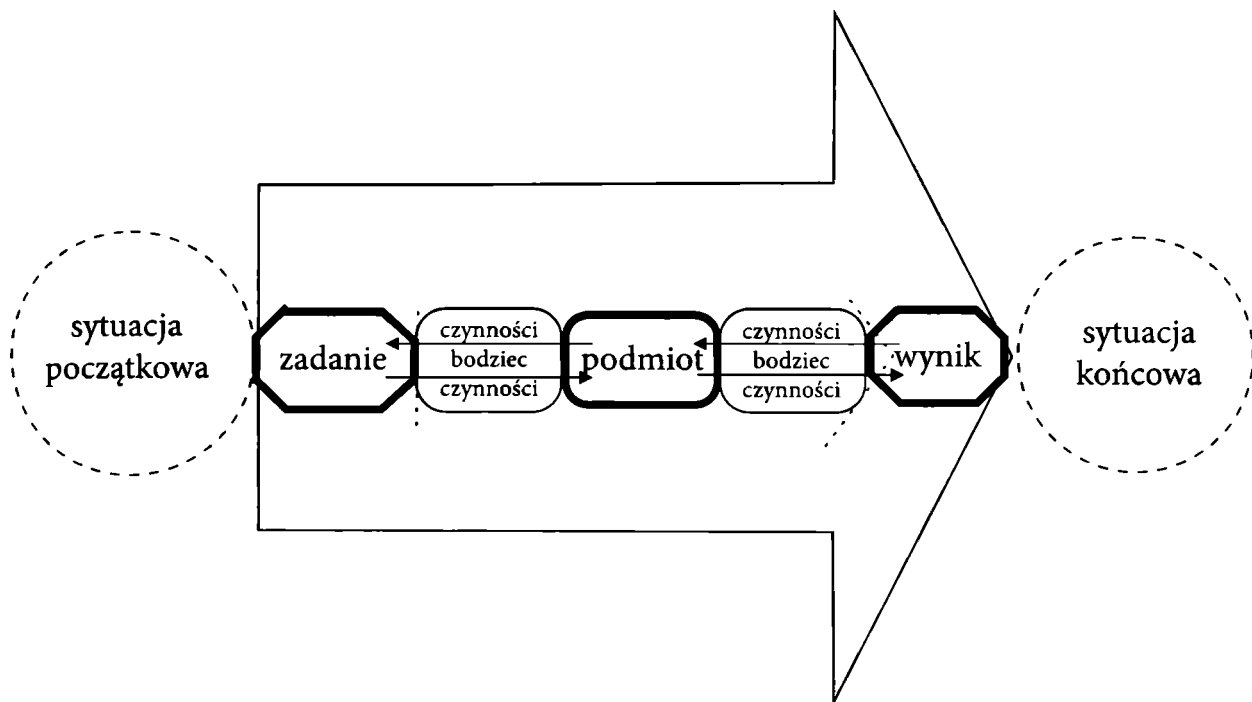 sytuacja
początkowa
zadanie
czynności
bodziec
czynności
podmiot
czynności
bodziec
czynności
wynik
sytuacja
końcowa